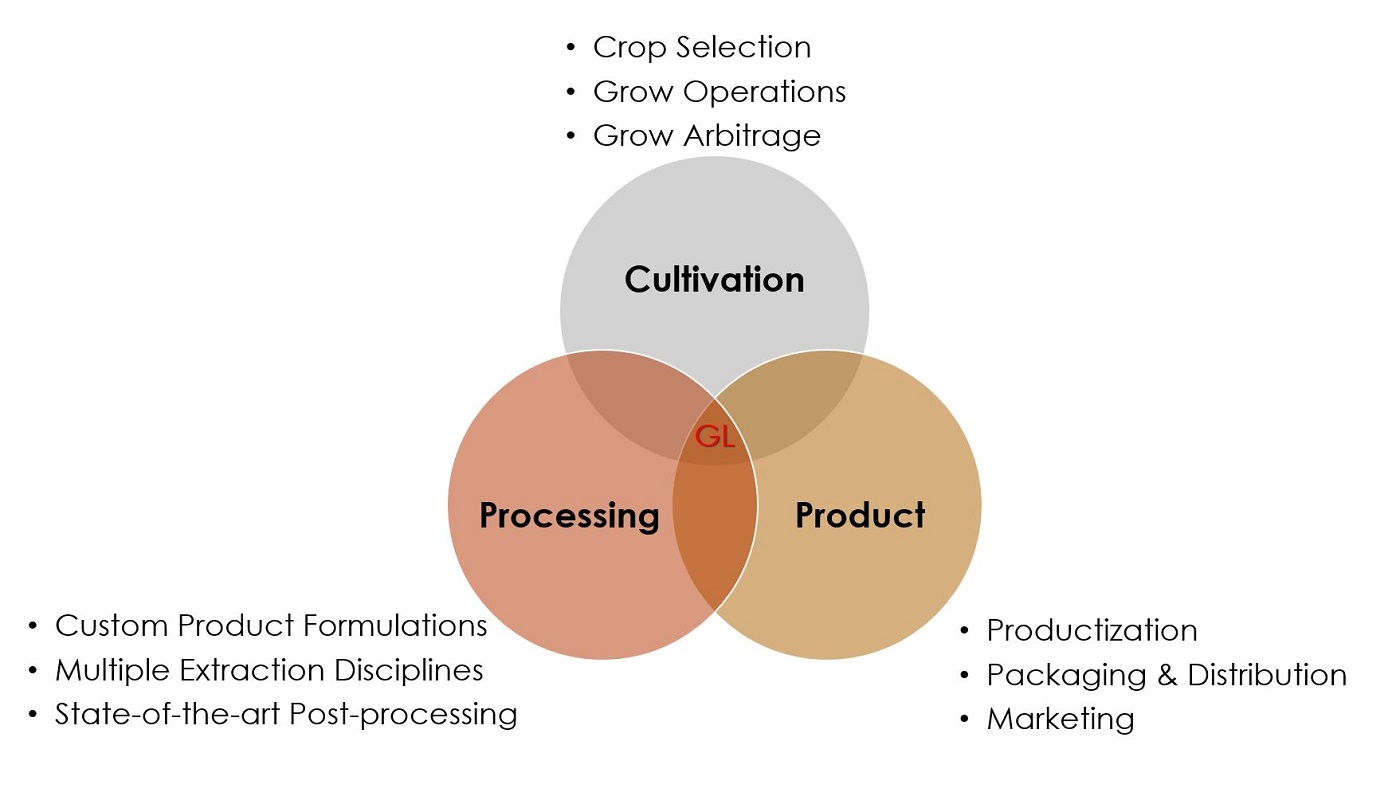 • Crop Selection
• Grow Operations
• Grow Arbitrage
Cultivation
GL
Processing
Product
• Custom Product Formulations
• Multiple Extraction Disciplines
• State-of-the-art Post-processing
• Productization
• Packaging & Distribution
• Marketing